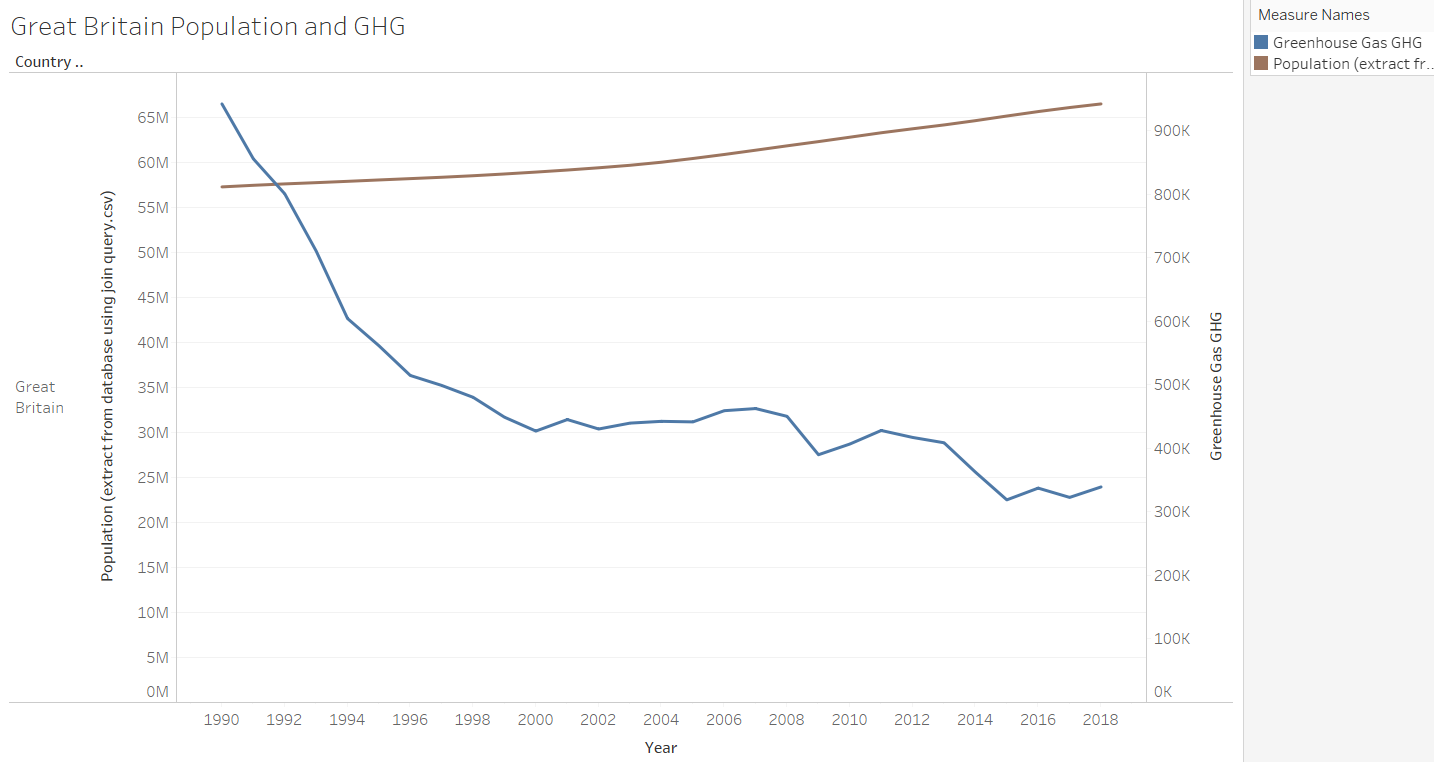 Great Britain Population and GHG
Measure Names
Greenhouse Gas GHG
Population (extract fr..
Country ..
Great
Britain
Population (extract from database using join query.csv)
65M
60M
55M
50M
45M
40M
35M
30M
25M
20M
15M
10M
5M
0M
900K
800K
700K
600K
500K
400K
300K
200K
100K
0K
Greenhouse Gas GHG
1990 1992 1994 1996 1998 2000 2002 2004 2006 2008 2010 2012 2014 2016 2018
Year